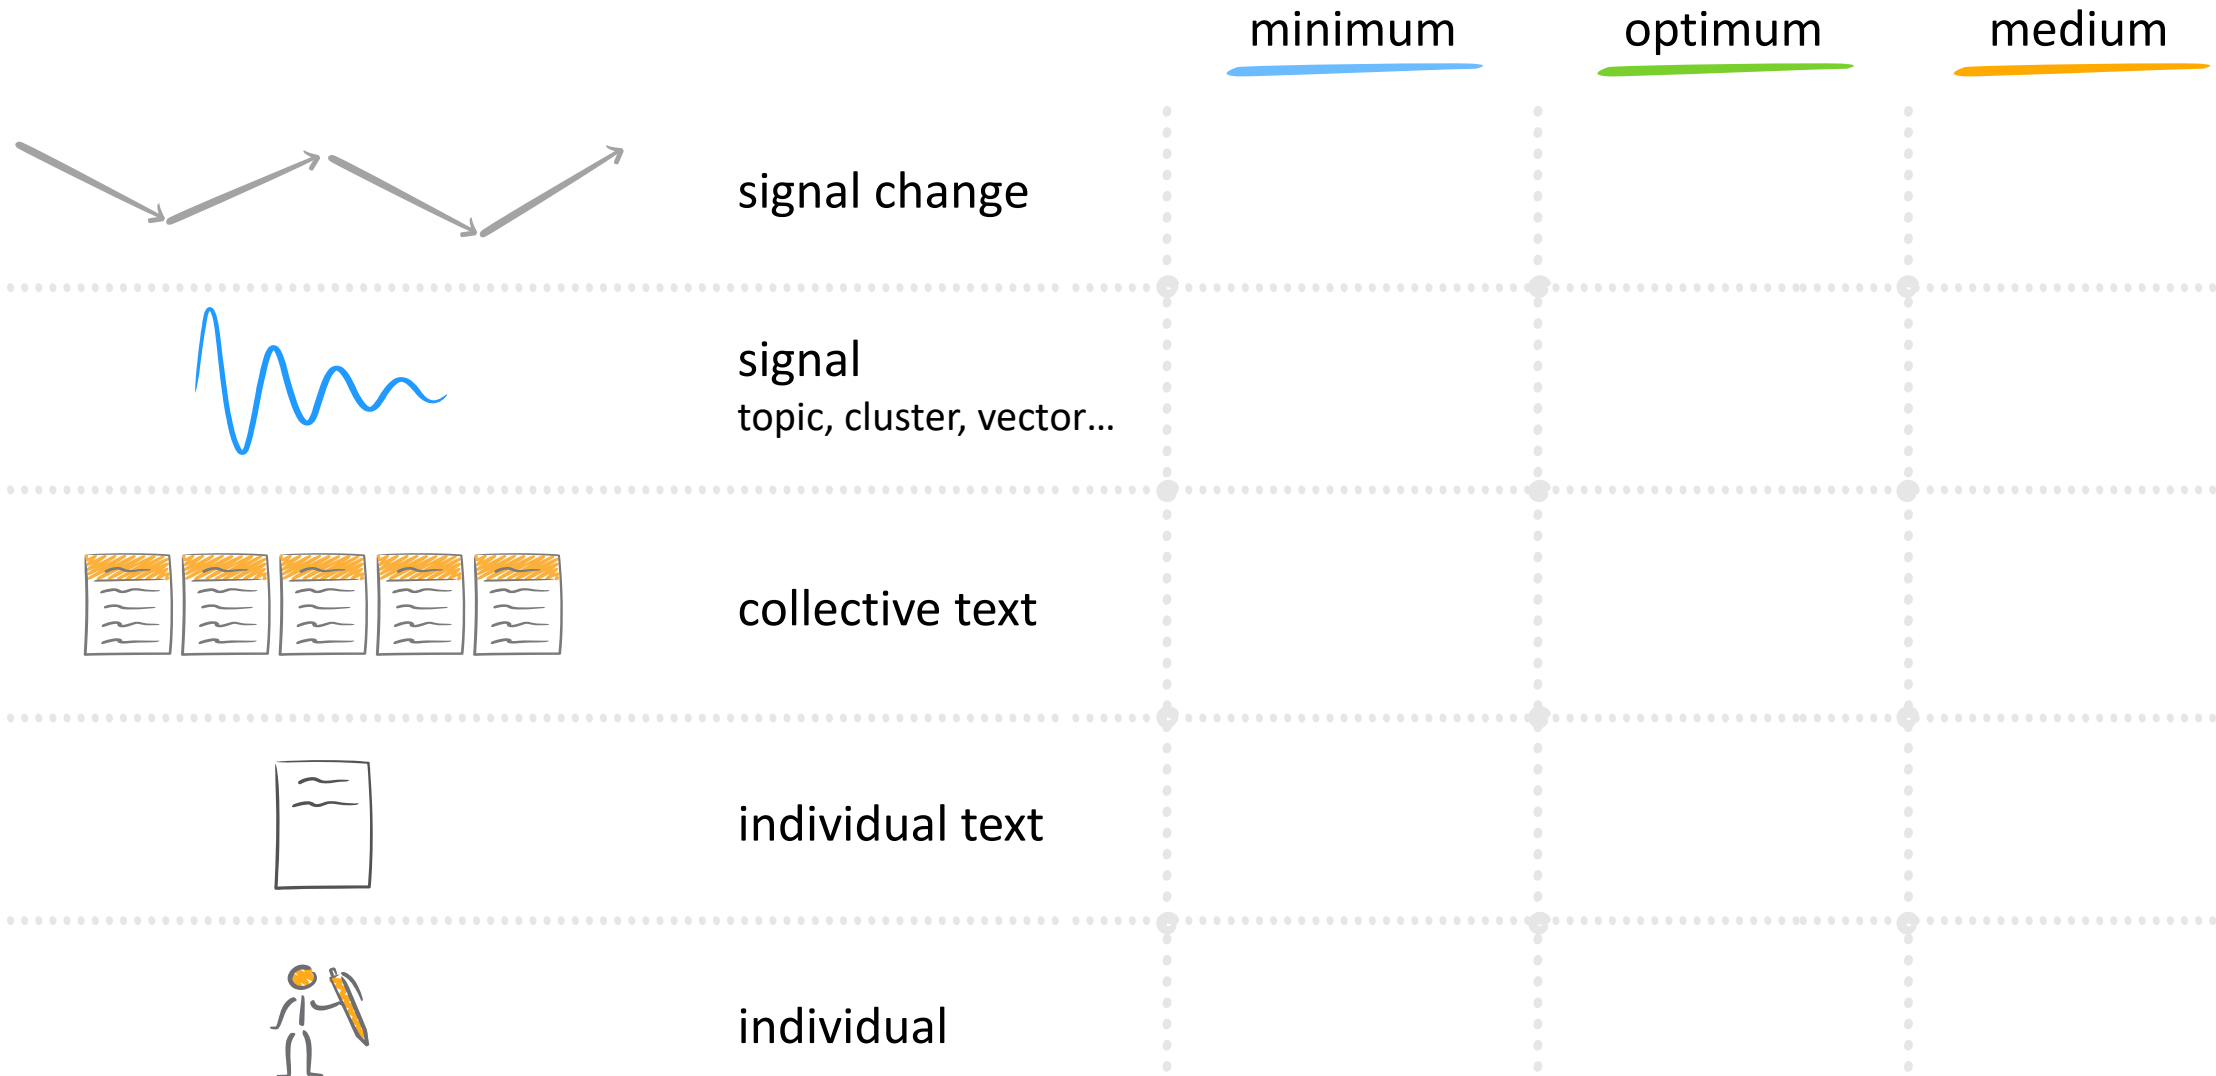 minimum optimum medium
signal change
signal
topic, cluster, vector...
collective text
individual text
individual